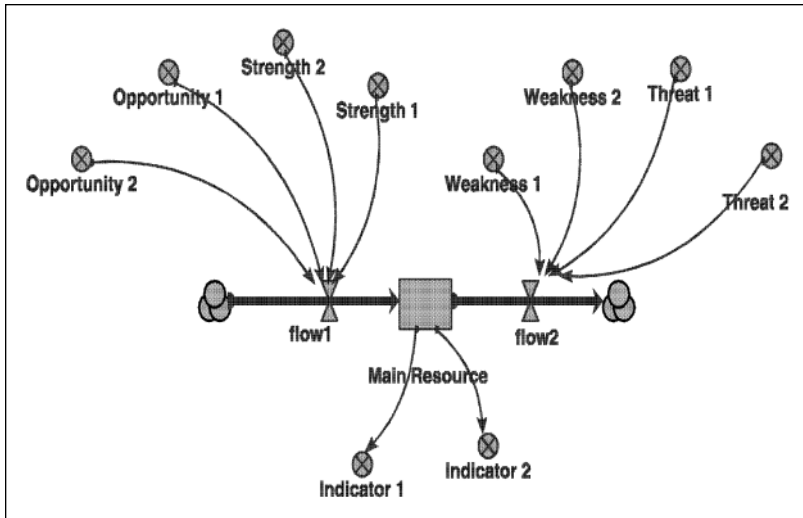 Strength 2
Opportunity 1
Strength 1
Opportunity 2
Weakness 2
Threat 1
Weakness 1
Threat 2
flow1
flow2
Main Resource
Indicator 1
Indicator 2